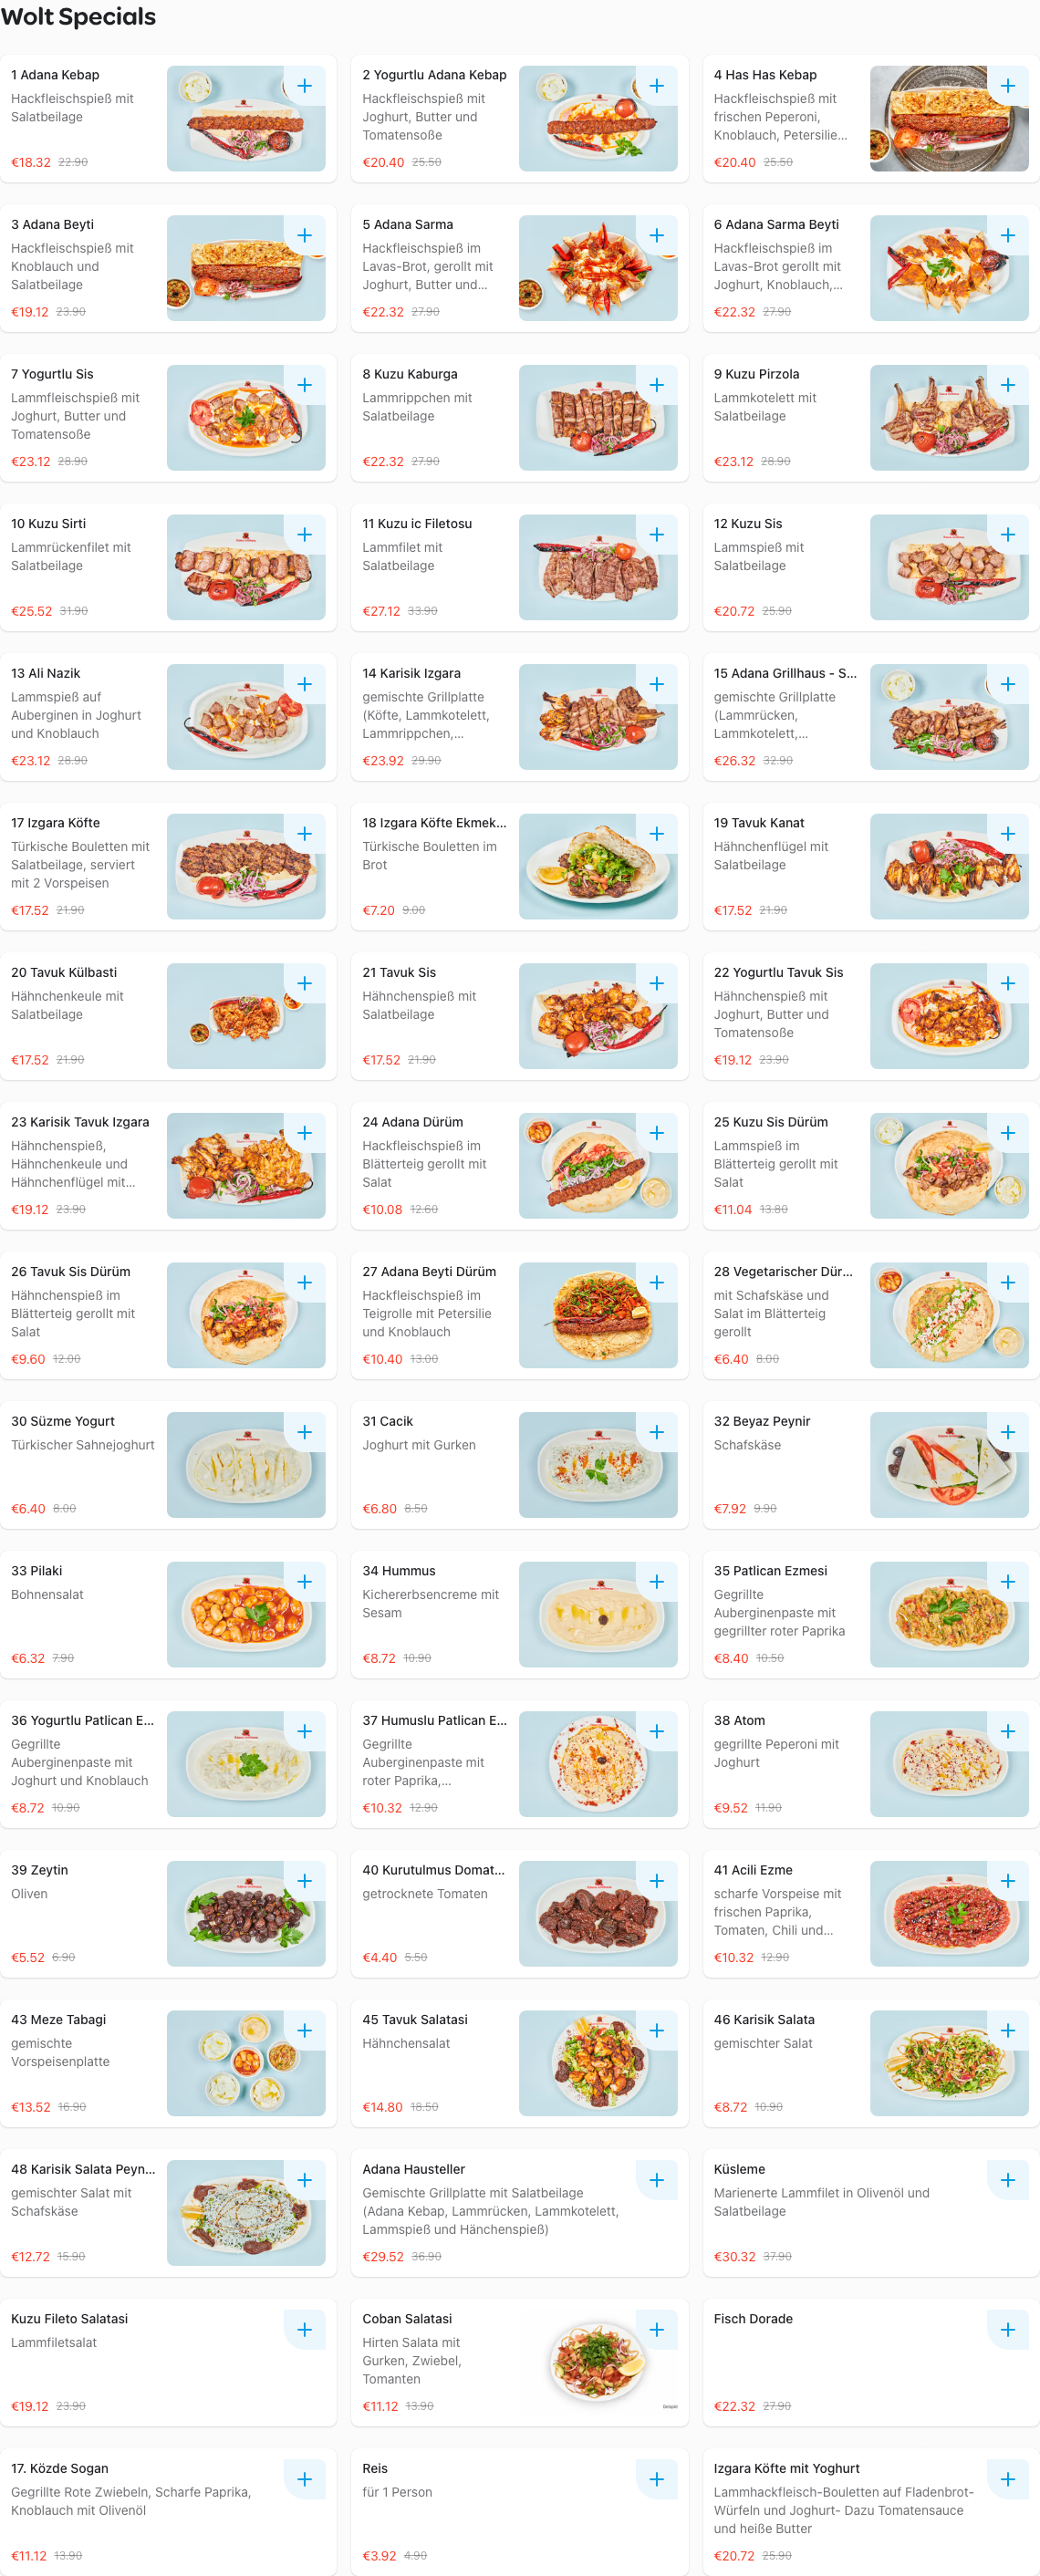 Wolt Specials
1 Adana Kebap
Hackfleischspieß mit
Salatbeilage
€18.32 22.90
2 Yogurtlu Adana Kebap
Hackfleischspieß mit
Joghurt, Butter und
Tomatensoße
€20.40 25.50
4 Has Has Kebap
Hackfleischspieß mit
frischen Peperoni,
Knoblauch, Petersilie...
€20.40 25.50
3 Adana Beyti
Hackfleischspieß mit
Knoblauch und
Salatbeilage
€19.12 23.90
5 Adana Sarma
Hackfleischspieß im
Lavas-Brot, gerollt mit
Joghurt, Butter und...
€22.32 27.90
6 Adana Sarma Beyti
Hackfleischspieß im
Lavas-Brot gerollt mit
Joghurt, Knoblauch,...
€22.32 27.90
7 Yogurtlu Sis
Lammfleischspieß mit
Joghurt, Butter und
Tomatensoße
€23.12 28.90
8 Kuzu Kaburga
Lammrippchen mit
Salatbeilage
€22.32 27.90
9 Kuzu Pirzola
Lammkotelett mit
Salatbeilage
€23.12 28.90
10 Kuzu Sirti
Lammrückenfilet mit
Salatbeilage
€25.52 31.90
11 Kuzu ic Filetosu
Lammfilet mit
Salatbeilage
€27.12 33.90
12 Kuzu Sis
Lammspieß mit
Salatbeilage
€20.72 25.90
13 Ali Nazik
Lammspieß auf
Auberginen in Joghurt
und Knoblauch
€23.12 28.90
14 Karisik Izgara
gemischte Grillplatte
(Köfte, Lammkotelett,
Lammrippchen,...
€23.92 29.90
15 Adana Grillhaus - S...
gemischte Grillplatte
(Lammrücken,
Lammkotelett,...
€26.32 32.90
17 Izgara Köfte
Türkische Bouletten mit
Salatbeilage, serviert
mit 2 Vorspeisen
€17.52 21.90
18 Izgara Köfte Ekmek...
Türkische Bouletten im
Brot
€7.20 9.00
19 Tavuk Kanat
Hähnchenflügel mit
Salatbeilage
€17.52 21.90
20 Tavuk Külbasti
Hähnchenkeule mit
Salatbeilage
€17.52 21.90
21 Tavuk Sis
Hähnchenspieß mit
Salatbeilage
€17.52 21.90
22 Yogurtlu Tavuk Sis
Hähnchenspieß mit
Joghurt, Butter und
Tomatensoße
€19.12 23.90
23 Karisik Tavuk Izgara
Hähnchenspieß,
Hähnchenkeule und
Hähnchenflügel mit...
€19.12 23.90
24 Adana Dürüm
Hackfleischspieß im
Blätterteig gerollt mit
Salat
€10.08 12.60
25 Kuzu Sis Dürüm
Lammspieß im
Blätterteig gerollt mit
Salat
€11.04 13.80
26 Tavuk Sis Dürüm
Hähnchenspieß im
Blätterteig gerollt mit
Salat
€9.60 12.00
27 Adana Beyti Dürüm
Hackfleischspieß im
Teigrolle mit Petersilie
und Knoblauch
€10.40 13.00
28 Vegetarischer Dür...
mit Schafskäse und
Salat im Blätterteig
gerollt
€6.40 8.00
30 Süzme Yogurt
Türkischer Sahnejoghurt
€6.40 8.00
31 Cacik
Joghurt mit Gurken
€6.80 8.50
32 Beyaz Peynir
Schafskäse
€7.92 9.90
33 Pilaki
Bohnensalat
€6.32 7.90
34 Hummus
Kichererbsencreme mit
Sesam
€8.72 10.90
35 Patlican Ezmesi
Gegrillte
Auberginenpaste mit
gegrillter roter Paprika
€8.40 10.50
36 Yogurtlu Patlican E...
Gegrillte
Auberginenpaste mit
Joghurt und Knoblauch
€8.72 10.90
37 Humuslu Patlican E...
Gegrillte
Auberginenpaste mit
roter Paprika,...
€10.32 12.90
38 Atom
gegrillte Peperoni mit
Joghurt
€9.52 11.90
39 Zeytin
Oliven
€5.52 6.90
40 Kurutulmus Domat...
getrocknete Tomaten
€4.40 5.50
41 Acili Ezme
scharfe Vorspeise mit
frischen Paprika,
Tomaten, Chili und...
€10.32 12.90
43 Meze Tabagi
gemischte
Vorspeisenplatte
€13.52 16.90
45 Tavuk Salatasi
Hähnchensalat
€14.80 18.50
46 Karisik Salata
gemischter Salat
€8.72 10.90
48 Karisik Salata Peyn...
gemischter Salat mit
Schafskäse
€12.72 15.90
Adana Hausteller
Gemischte Grillplatte mit Salatbeilage
(Adana Kebap, Lammrücken, Lammkotelett,
Lammspieß und Hänchenspieß)
€29.52 36.90
Küsleme
Marienerte Lammfilet in Olivenöl und
Salatbeilage
€30.32 37.90
Kuzu Fileto Salatasi
Lammfiletsalat
€19.12 23.90
Coban Salatasi
Hirten Salata mit
Gurken, Zwiebel,
Tomanten
€11.12 13.90
Fisch Dorade
€22.32 27.90
17. Közde Sogan
Gegrillte Rote Zwiebeln, Scharfe Paprika,
Knoblauch mit Olivenöl
€11.12 13.90
Reis
für 1 Person
€3.92 4.90
Izgara Köfte mit Yoghurt
Lammhackfleisch-Bouletten auf Fladenbrot-
Würfeln und Joghurt- Dazu Tomatensauce
und heiße Butter
€20.72 25.90